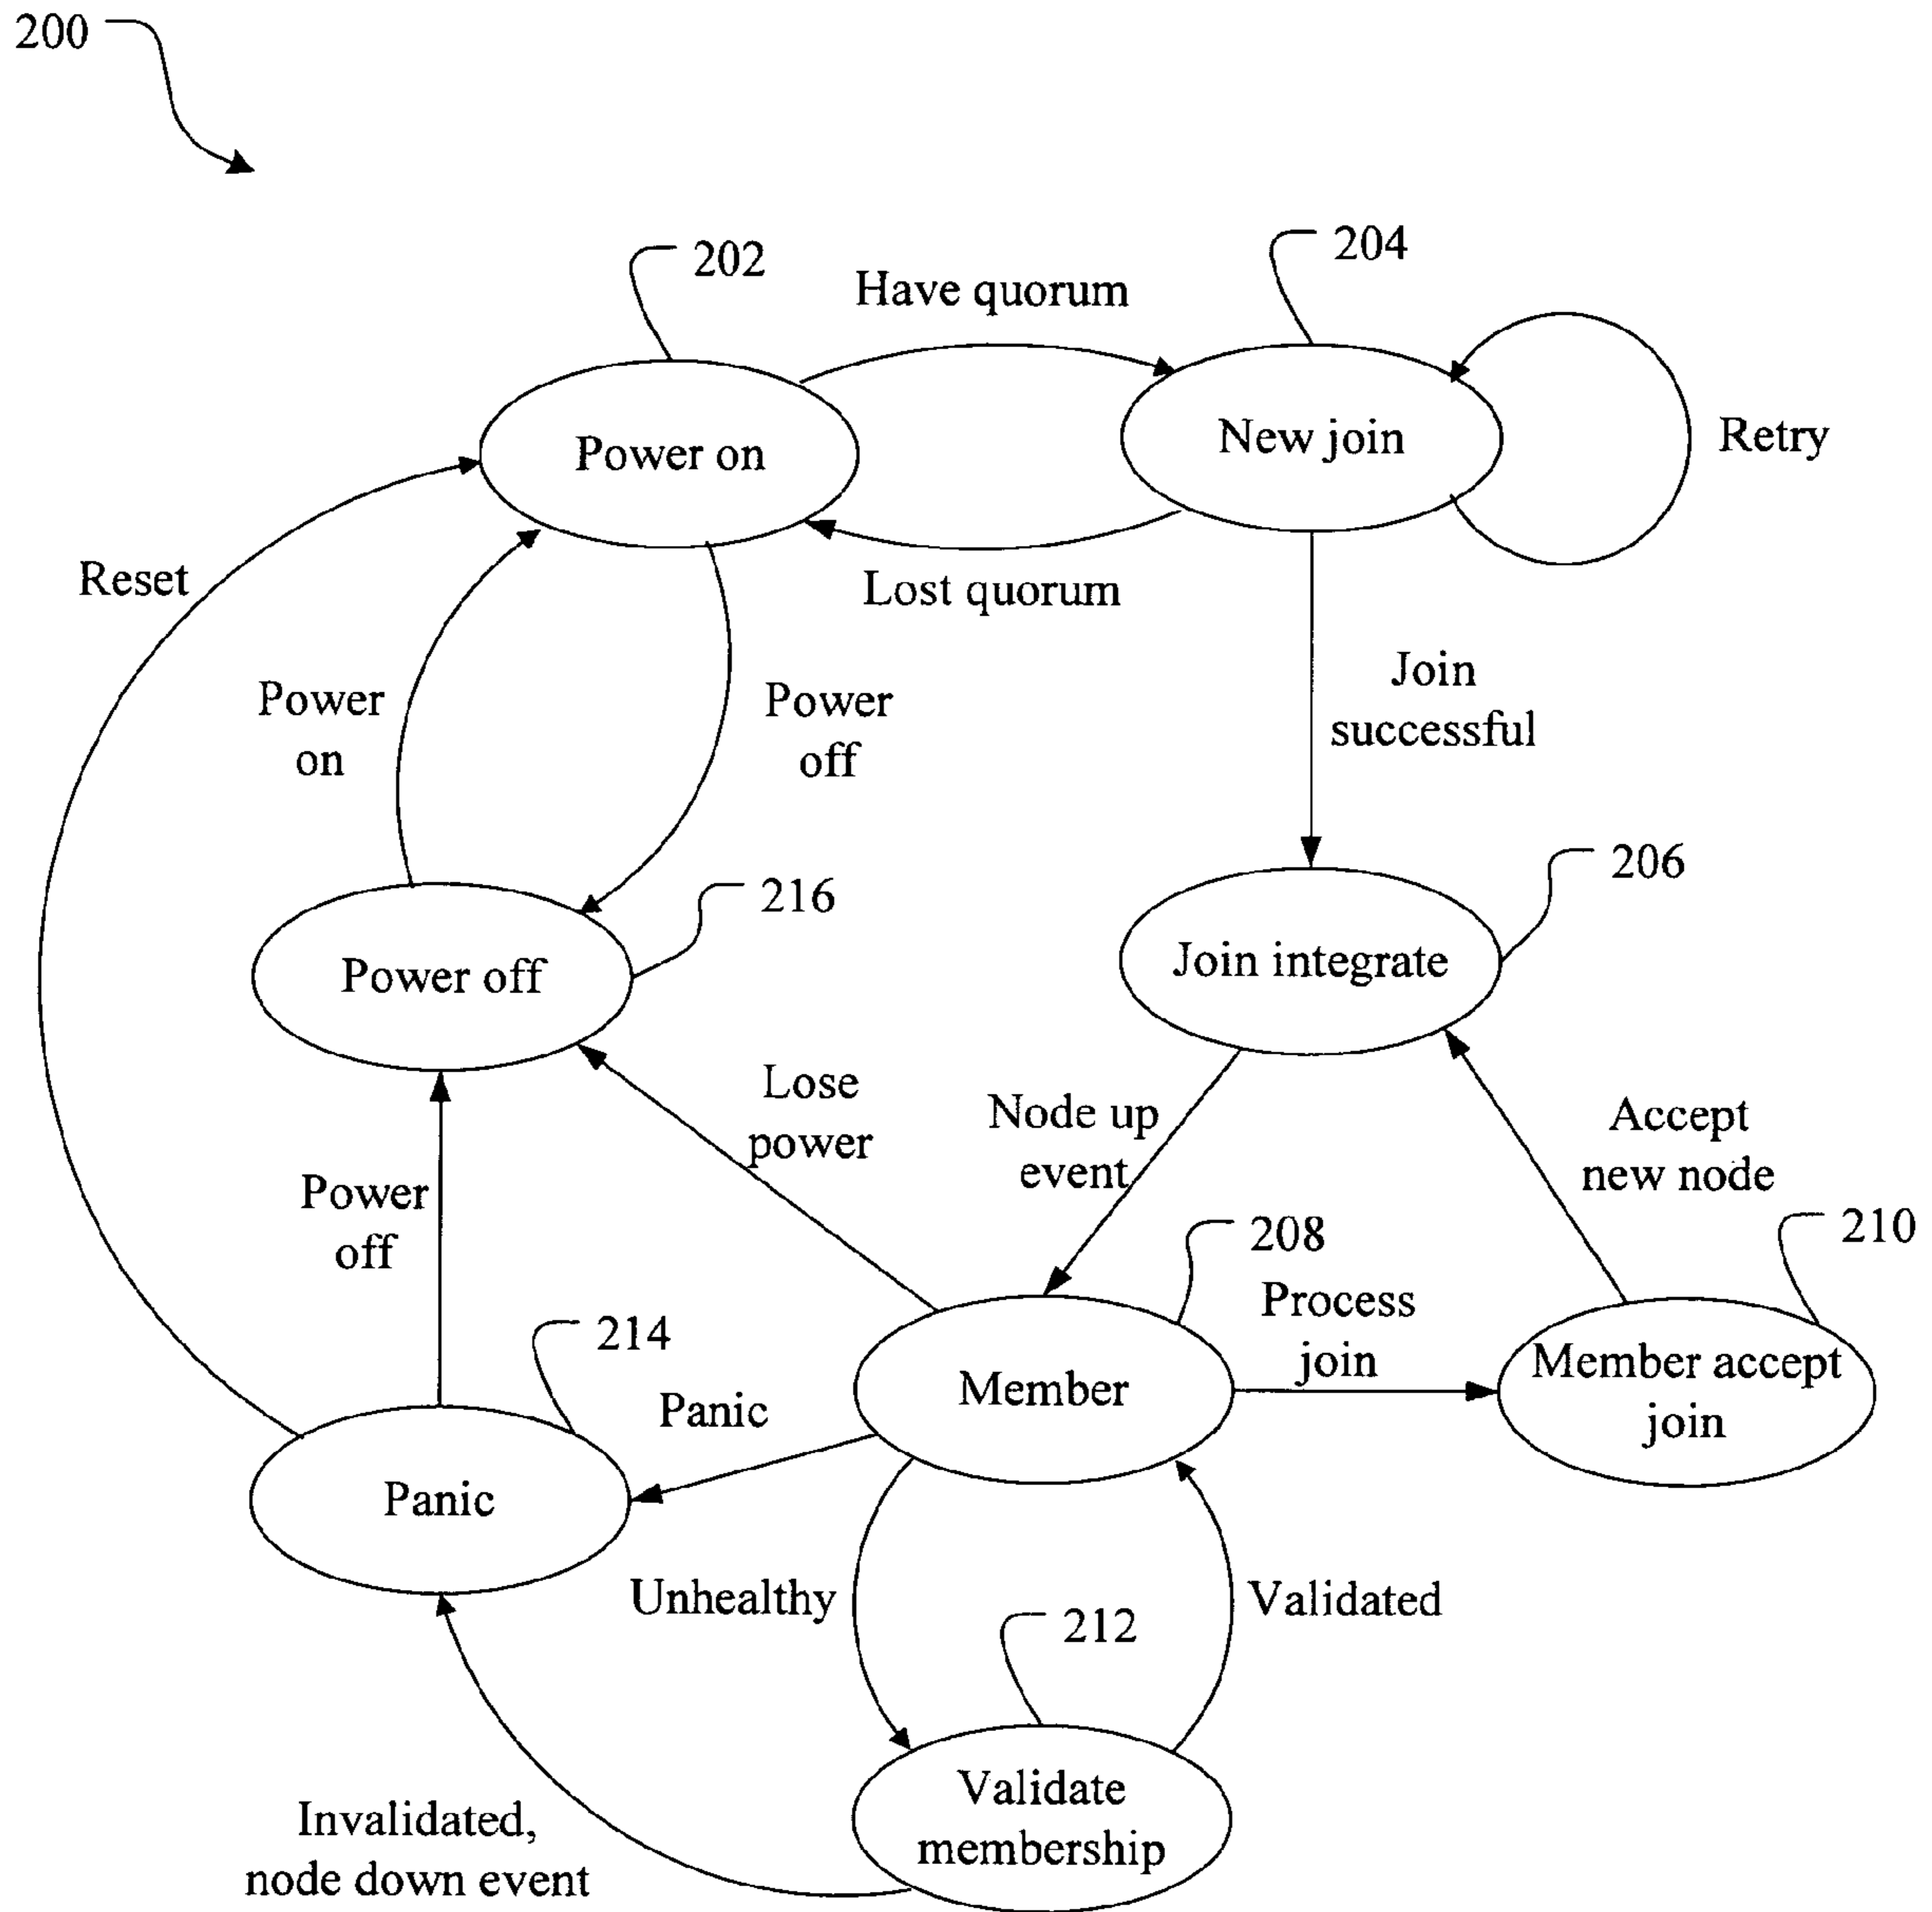 200
202
204
Have quorum
Power on
New join
Retry
Reset
Lost quorum
Join
successful
Power
on
Power
off
206
216
Power off
Join integrate
Lose
power
Node up
event
Accept
new node
Power
off
208
210
Process
join
214
Member
Member accept
join
Panic
Panic
Unhealthy
Validated
212
Validate
membership
Invalidated,
node down event